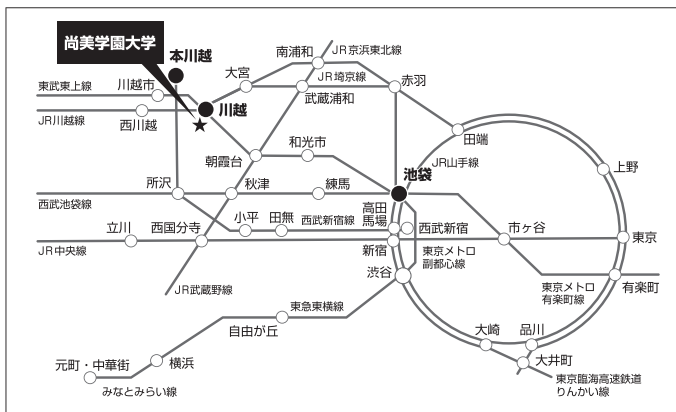 尚美学園大学
本川越
東武東上線
川越市
JR川越線
西川越
川越
大宮
南浦和
JR京浜東北線
JR埼京線
武蔵浦和
赤羽
田端
上野
朝霞台
和光市
池袋
JR山手線
所沢
秋津
練馬
西武池袋線
小平
田無
西武新宿線
高田
馬場
西武新宿
市ヶ谷
東京
立川
西国分寺
JR中央線
新宿
東京メトロ
副都心線
渋谷
東京メトロ
有楽町線
有楽町
JR武蔵野線
東急東横線
自由が丘
大崎
品川
大井町
元町・中華街
横浜
みなとみらい線
東京臨海高速鉄道
りんかい線